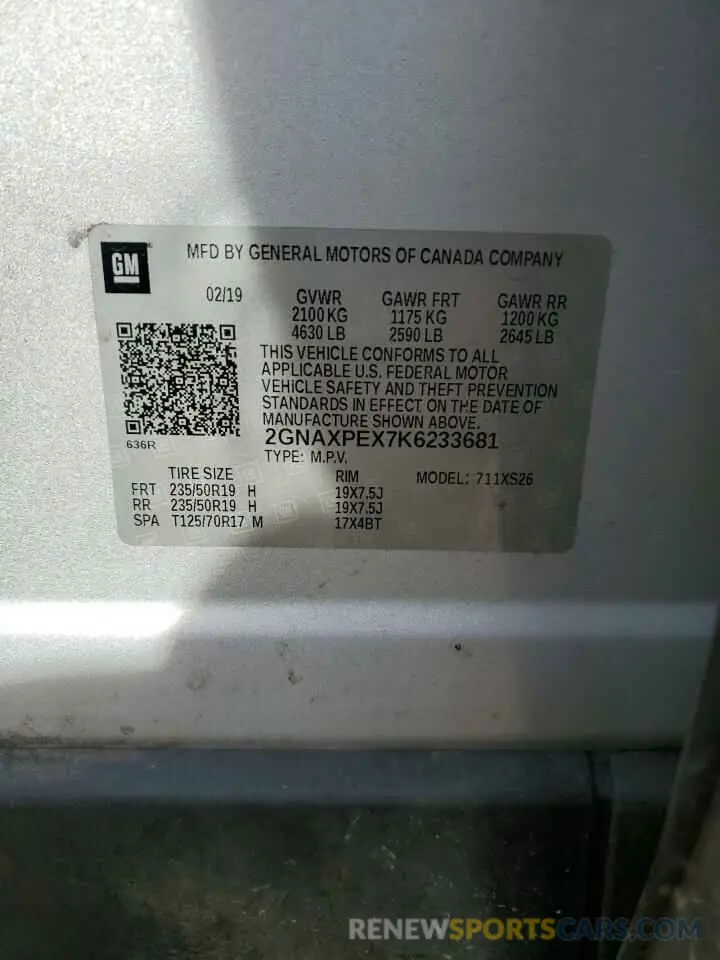 GM
MFD BY GENERAL MOTORS OF CANADA COMPANY
02/19 GVWR GAWR FRT GAWR RR
2100 KG 1175 KG 1200 KG
4630 LB 2590 LB 2645 LB
THIS VEHICLE CONFORMS TO ALL
APPLICABLE U.S. FEDERAL MOTOR
VEHICLE SAFETY AND THEFT PREVENTION
STANDARDS IN EFFECT ON THE DATE OF
MANUFACTURE SHOWN ABOVE.
636R
2GNAXPEX7K6233681
TYPE: M.P.V.
TIRE SIZE RIM MODEL: 711XS26
FRT 235/50R19 H 19X7.5J
RR 235/50R19 H 19X7.5J
SPA T125/70R17 M 17X4BT
RENEWSPORTSCARS.COM